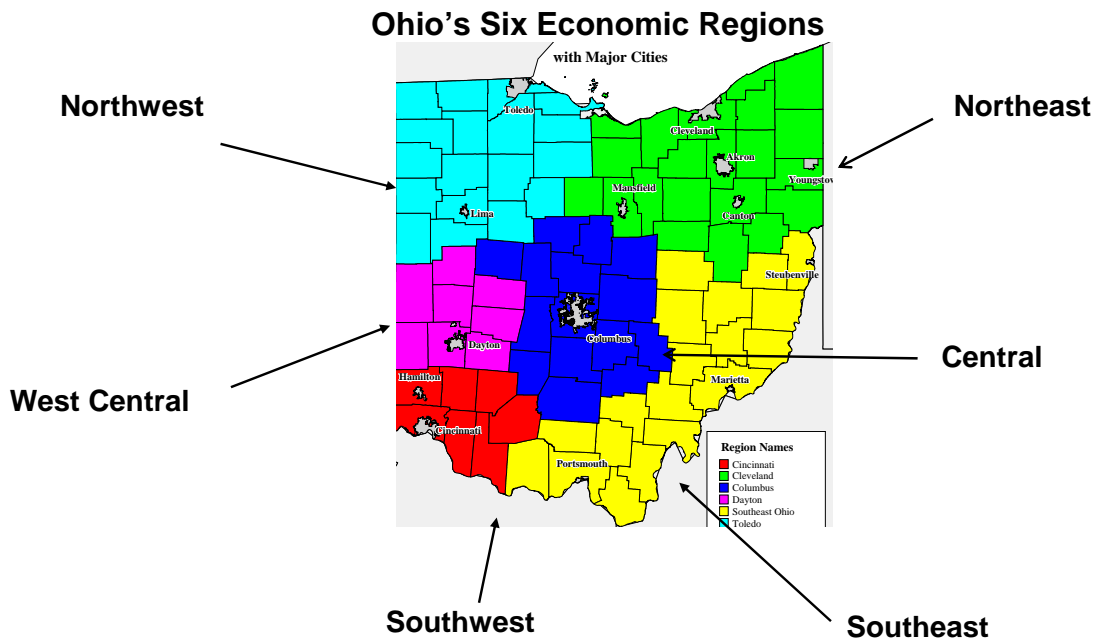 Ohio's Six Economic Regions
with Major Cities
Northwest
Northeast
Toledo
Cleveland
Akron
Youngstow
Mansfield
Canton
Lima
Steubenville
Columbus
Dayton
Central
West Central
Hamilton
Marietta
Cincinnati
Portsmouth
Region Names
Cincinnati
Cleveland
Columbus
Dayton
Southeast Ohio
Toledo
Southwest
Southeast